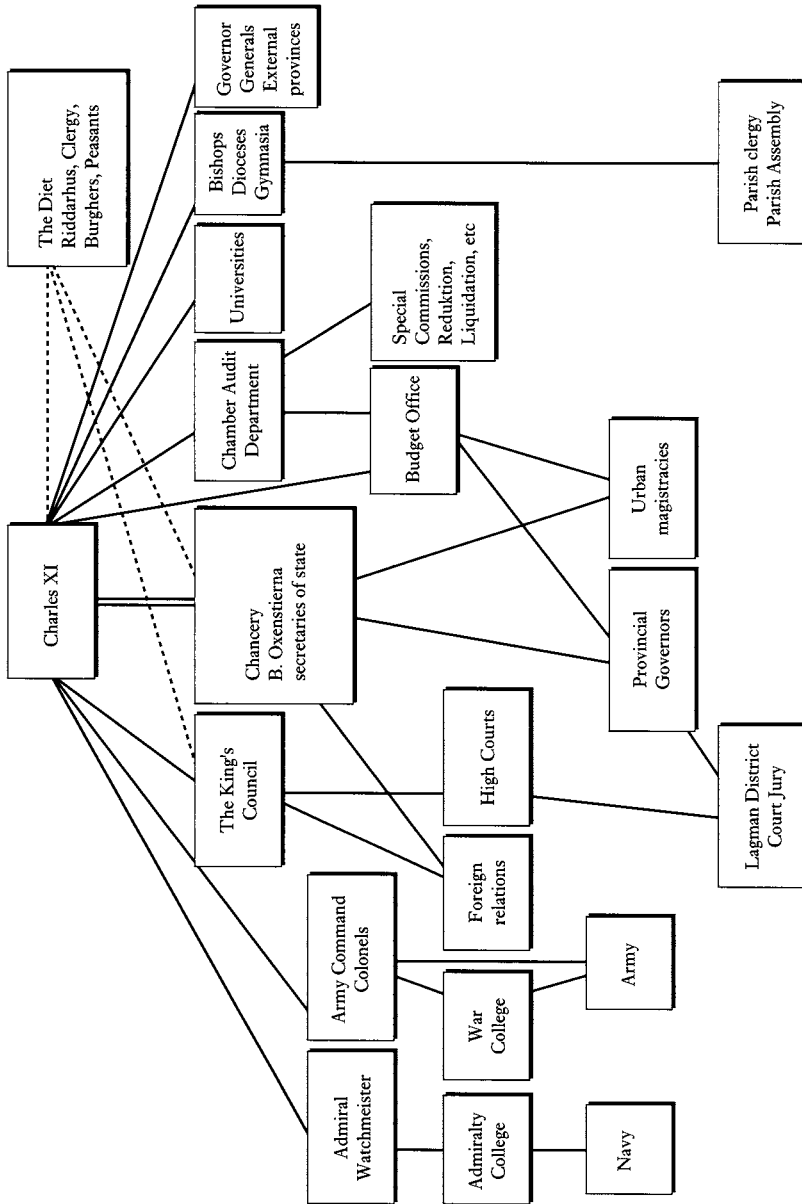 Charles XI
The Diet
Riddarhus, Clergy,
Burghers, Peasants
The King's
Council
Chancery
B. Oxenstierna
secretaries of state
Chamber Audit
Department
Universities
Bishops
Dioceses
Gymnasia
Governor
Generals
External
provinces
Admiral
Watchmeister
Army Command
Colonels
Budget Office
Special
Commissions,
Reduktion,
Liquidation, etc
Admiralty
College
War
College
Foreign
relations
High Courts
Navy
Army
Provincial
Governors
Urban
magistracies
Lagman District
Court Jury
Parish clergy
Parish Assembly